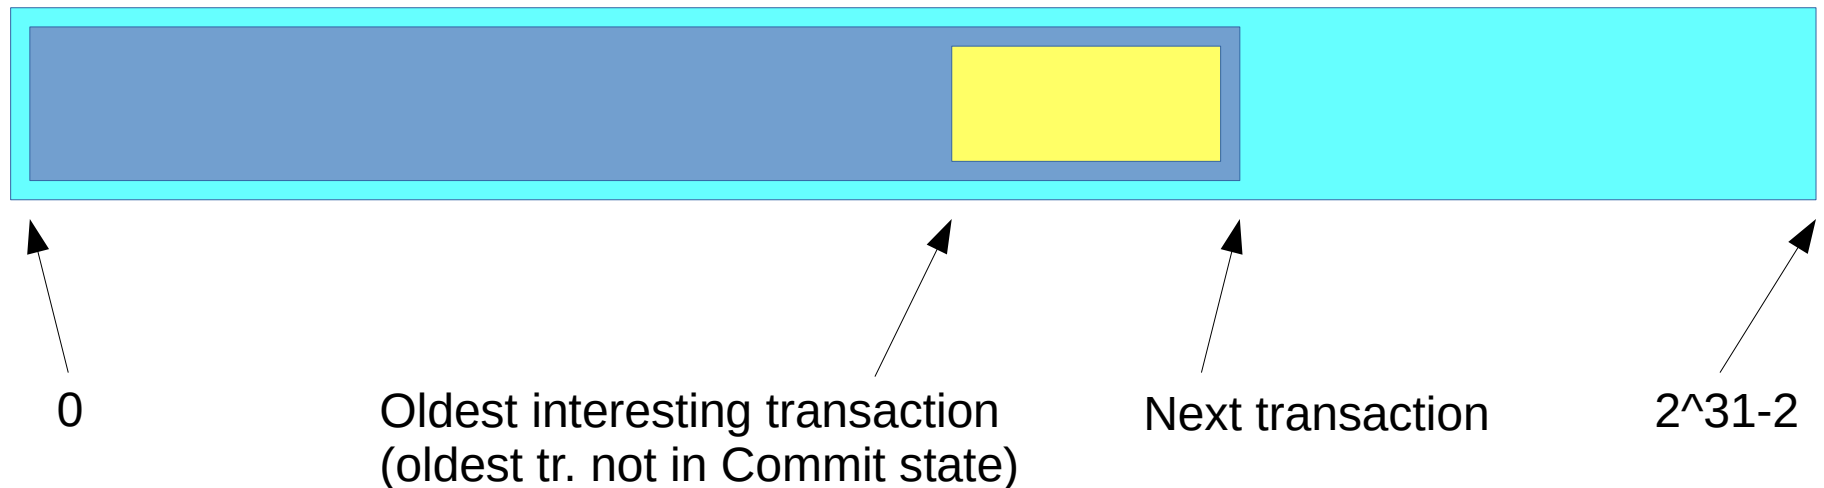 0
Oldest interesting transaction
(oldest tr. not in Commit state)
Next transaction
2^31-2